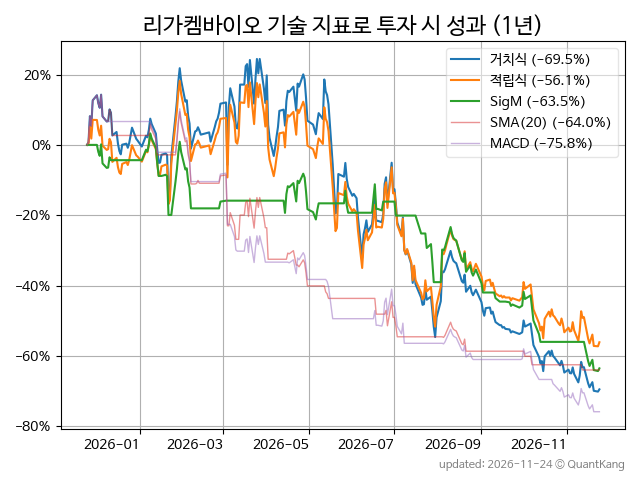 리가켐바이오 기술 지표로 투자 시 성과 (1년)
거치식 (−69.5%)
적립식 (−56.1%)
SigM (−63.5%)
SMA(20) (−64.0%)
MACD (−75.8%)
20%
0%
−20%
−40%
−60%
−80%
2026-01 2026-03 2026-05 2026-07 2026-09 2026-11
updated: 2026-11-24 © QuantKang